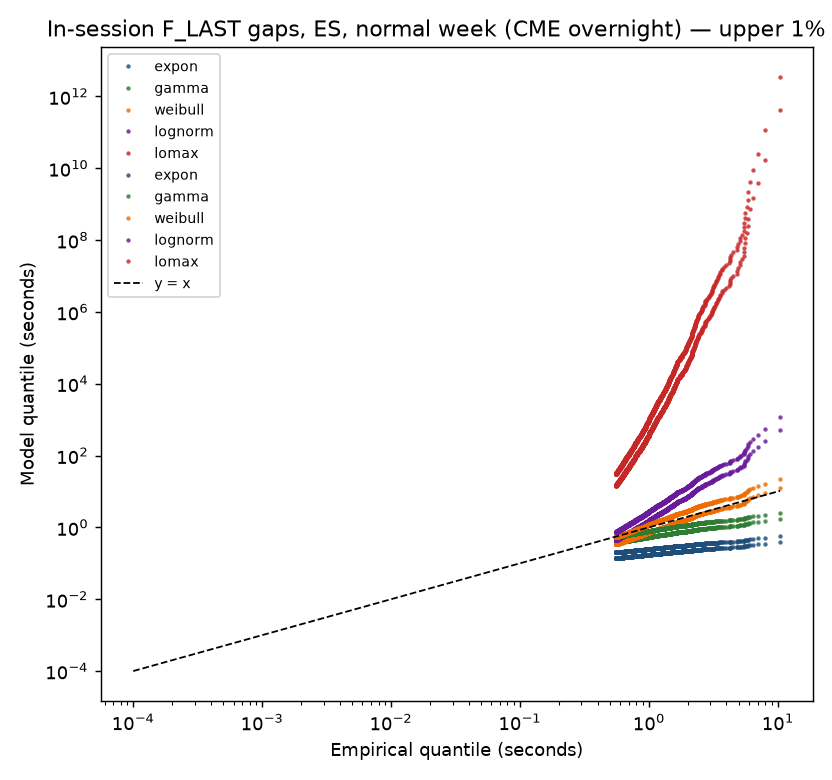 In-session F_LAST gaps, ES, normal week (CME overnight) — upper 1%
expon
gamma
weibull
lognorm
lomax
expon
gamma
weibull
lognorm
lomax
y = x
10¹²
10¹⁰
10⁸
10⁶
10⁴
10²
10⁰
10⁻²
10⁻⁴
Model quantile (seconds)
10⁻⁴ 10⁻³ 10⁻² 10⁻¹ 10⁰ 10¹
Empirical quantile (seconds)